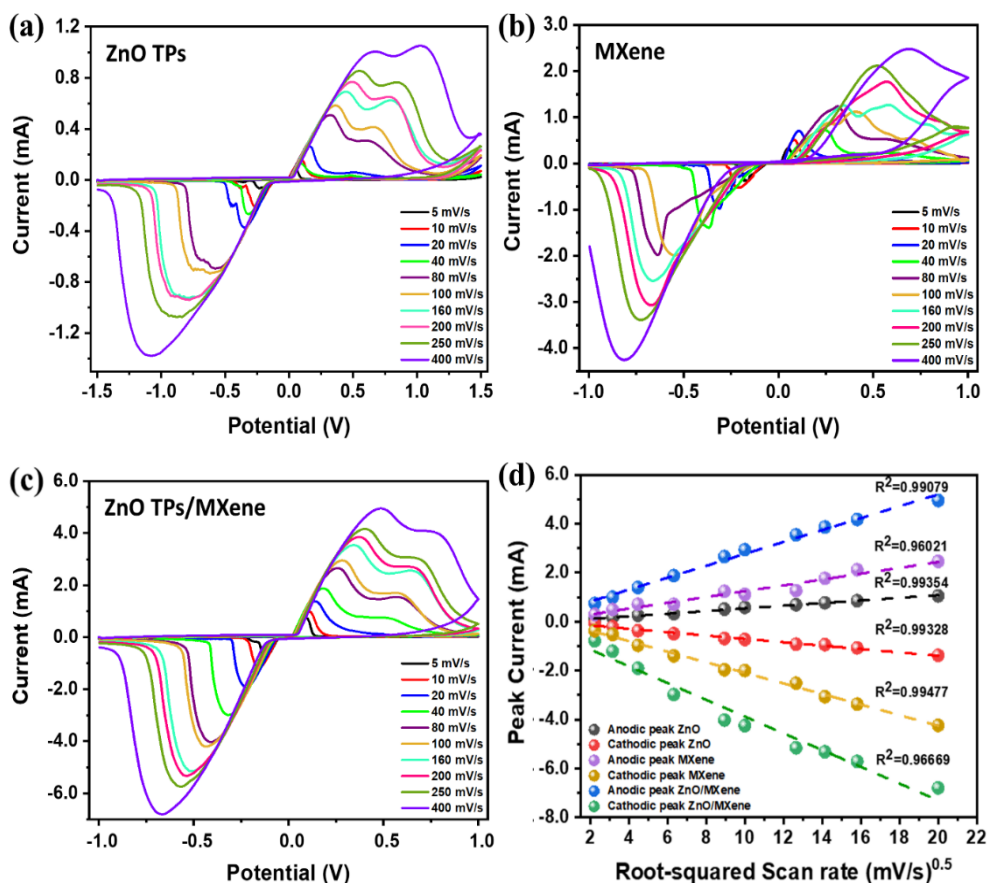 (a)
ZnO TPs
Current (mA)
1.2
0.8
0.4
0.0
-0.4
-0.8
-1.2
-1.5
-1.0
-0.5
0.0
0.5
1.0
1.5
Potential (V)
5 mV/s
10 mV/s
20 mV/s
40 mV/s
80 mV/s
100 mV/s
160 mV/s
200 mV/s
250 mV/s
400 mV/s
(b)
MXene
Current (mA)
3.0
2.0
1.0
0.0
-1.0
-2.0
-3.0
-4.0
-1.0
-0.5
0.0
0.5
1.0
Potential (V)
5 mV/s
10 mV/s
20 mV/s
40 mV/s
80 mV/s
100 mV/s
160 mV/s
200 mV/s
250 mV/s
400 mV/s
(c)
ZnO TPs/MXene
Current (mA)
6.0
4.0
2.0
0.0
-2.0
-4.0
-6.0
-1.0
-0.5
0.0
0.5
1.0
Potential (V)
5 mV/s
10 mV/s
20 mV/s
40 mV/s
80 mV/s
100 mV/s
160 mV/s
200 mV/s
250 mV/s
400 mV/s
(d)
Peak Current (mA)
6.0
4.0
2.0
0.0
-2.0
-4.0
-6.0
-8.0
R²=0.99079
R²=0.96021
R²=0.99354
R²=0.99328
R²=0.99477
R²=0.96669
Anodic peak ZnO
Cathodic peak ZnO
Anodic peak MXene
Cathodic peak MXene
Anodic peak ZnO/MXene
Cathodic peak ZnO/MXene
2
4
6
8
10
12
14
16
18
20
22
Root-squared Scan rate (mV/s)⁰·⁵